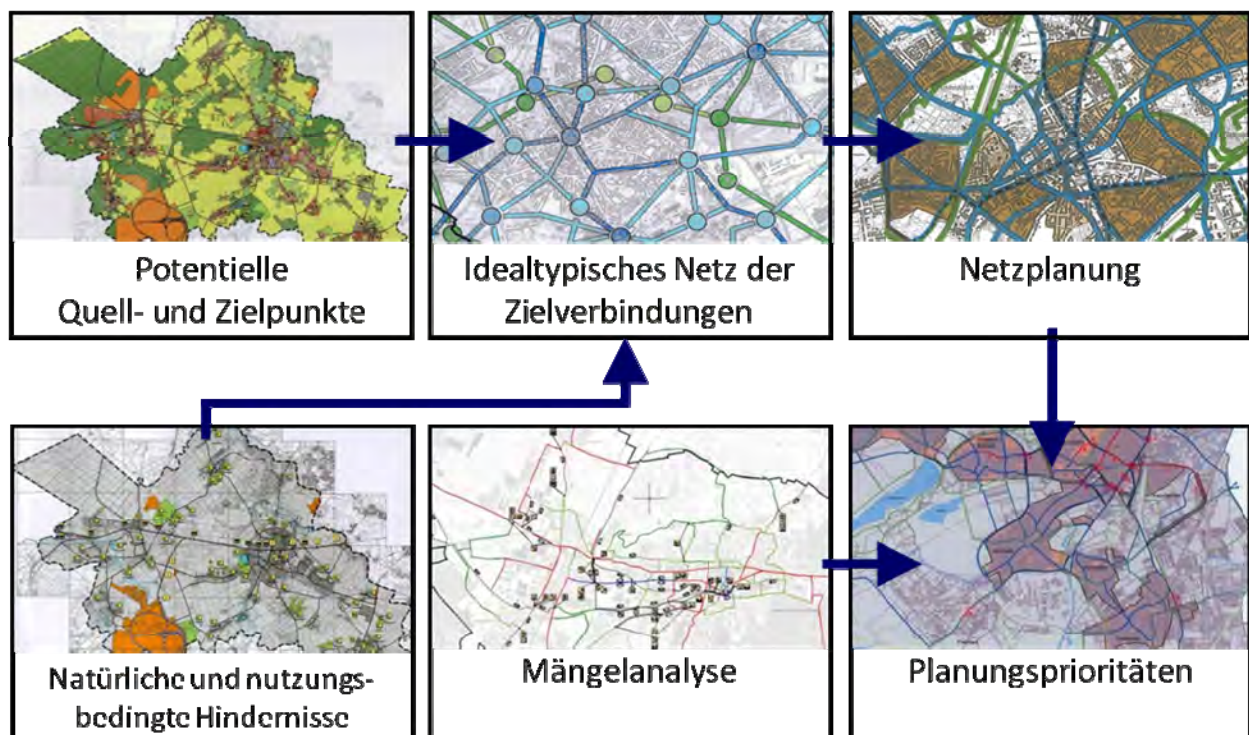 Potentielle
Quell- und Zielpunkte
Idealtypisches Netz der
Zielverbindungen
Netzplanung
Natürliche und nutzungs-
bedingte Hindernisse
Mängelanalyse
Planungsprioritäten